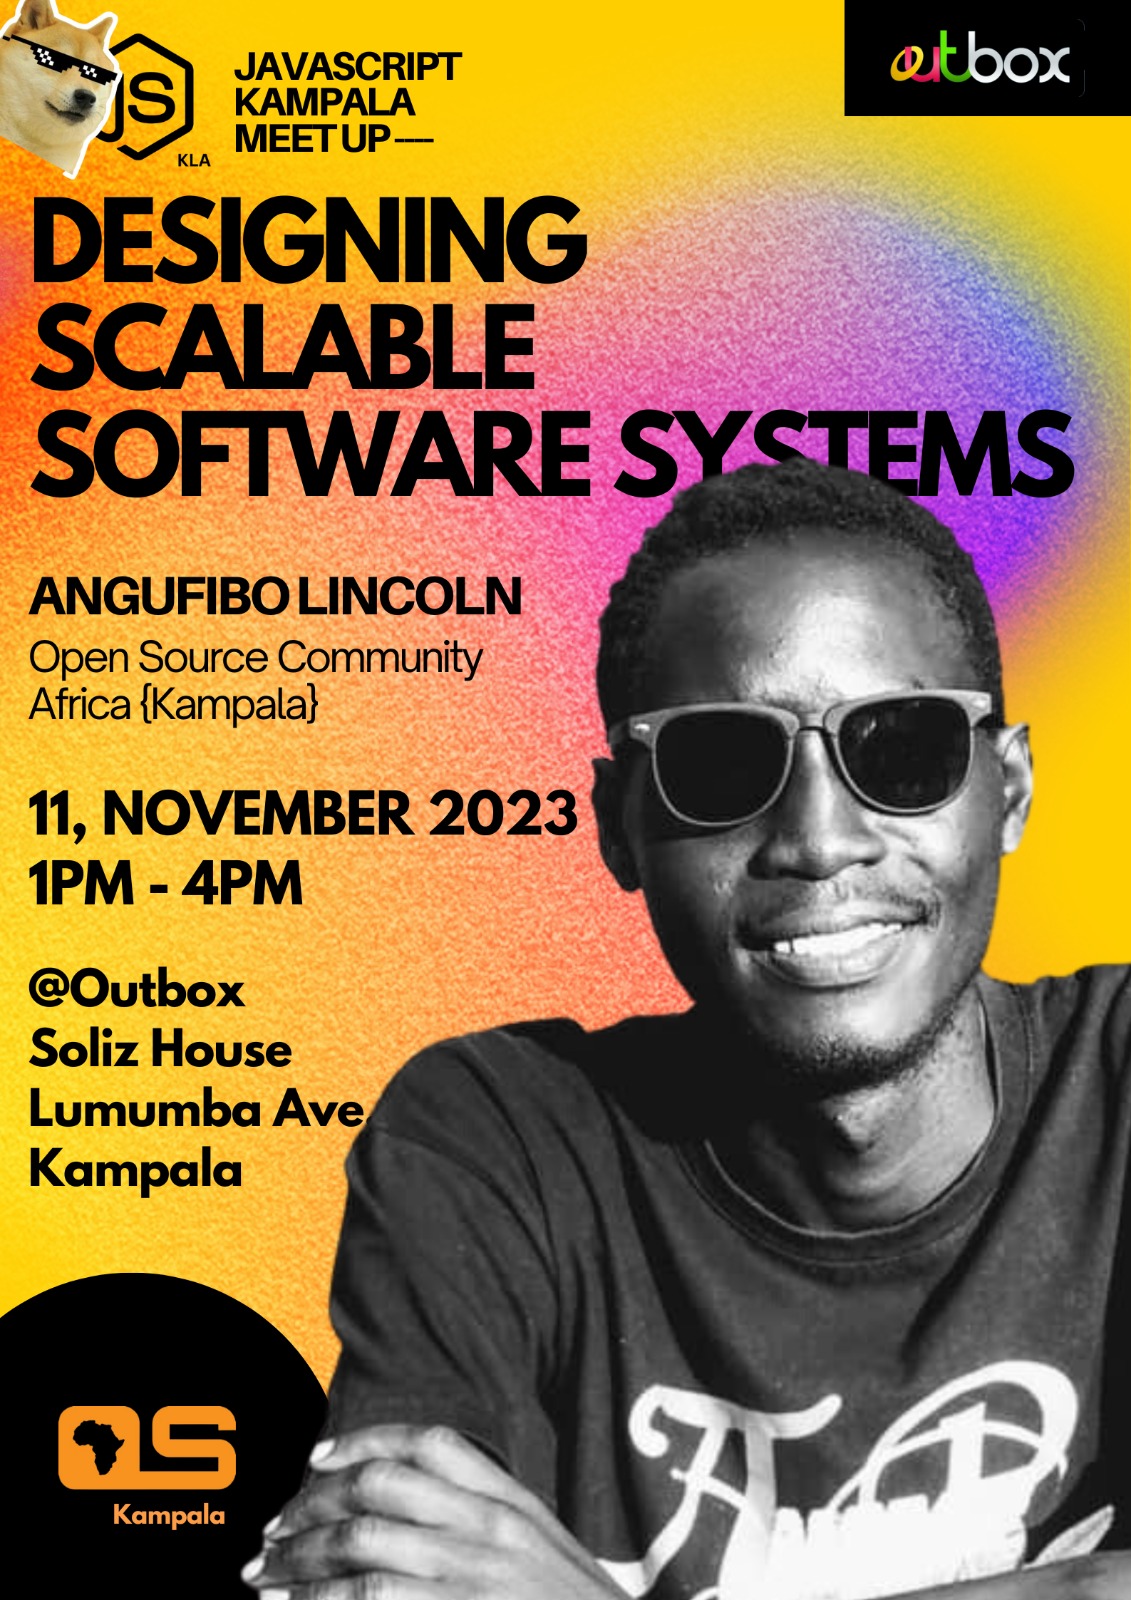 JS
KLA
JAVASCRIPT
KAMPALA
MEET UP ----
outbox
DESIGNING
SCALABLE
SOFTWARE SYSTEMS
ANGUFIBO LINCOLN
Open Source Community
Africa {Kampala}
11, NOVEMBER 2023
1PM - 4PM
@Outbox
Soliz House
Lumumba Ave.
Kampala
OS
Kampala